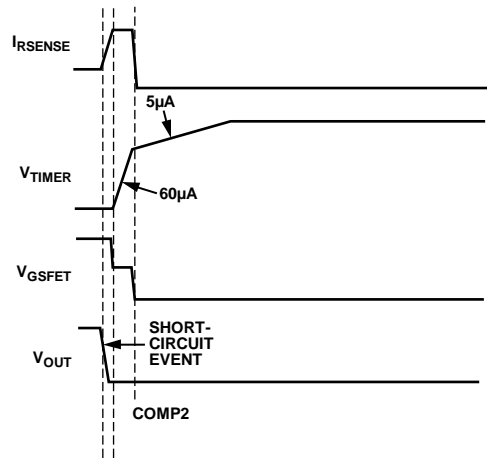 IRSENSE
5µA
VTIMER
60µA
VGSFET
SHORT-
CIRCUIT
EVENT
VOUT
COMP2